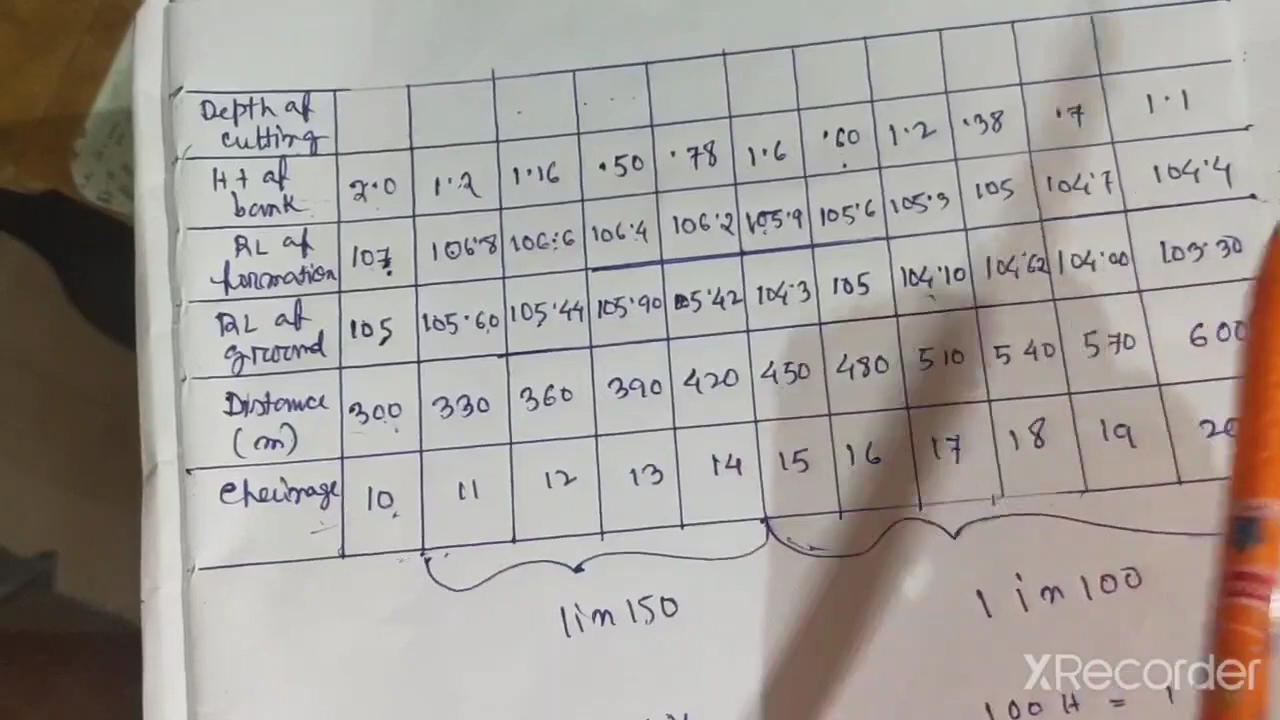 Depth of cutting
Ht of bank 2.0 1.2 1.16 .50 .78 1.6 .60 1.2 .38 .7 1.1
RL of formation 107 106.8 106.6 106.4 106.2 105.9 105.6 105.3 105 104.7 104.4
RL of ground 105 105.60 105.44 105.90 105.42 104.3 105 104.10 104.62 104.00 103.30
Distance (m) 300 330 360 390 420 450 480 510 540 570 600
Cheinage 10 11 12 13 14 15 16 17 18 19 20
1 in 150
1 in 100
100 H = 1
XRecorder